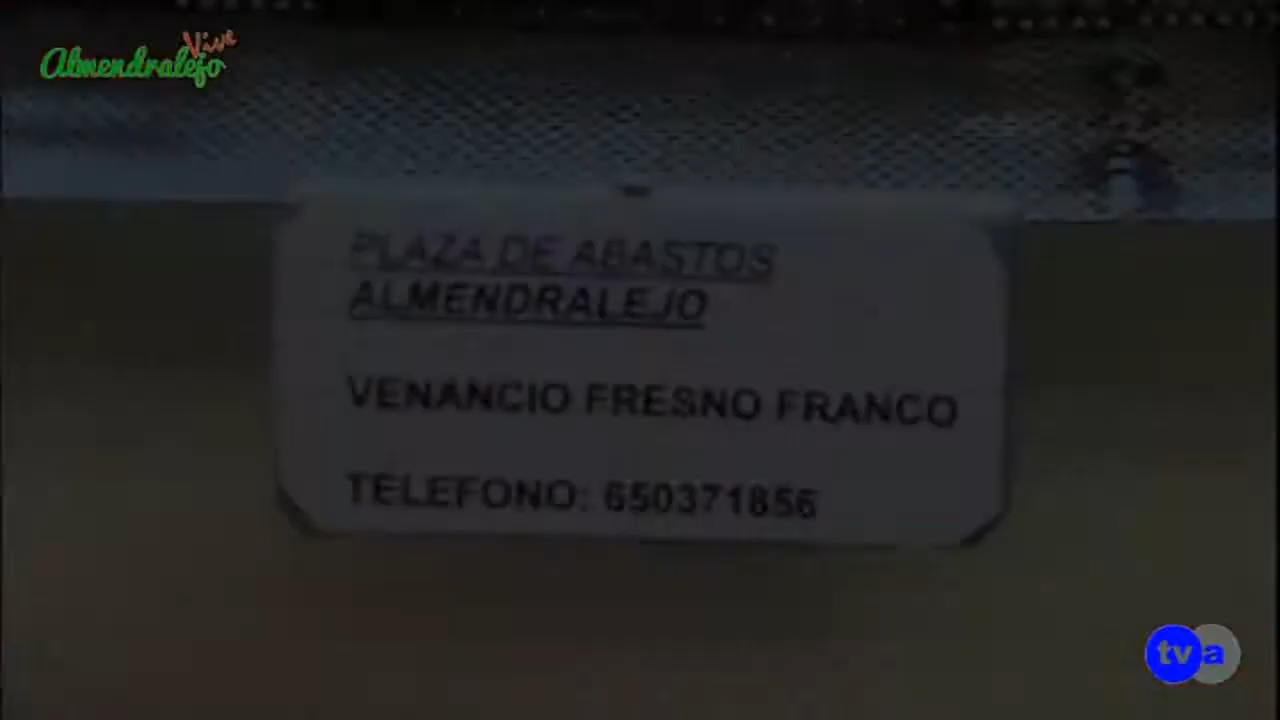 Vive
Almendralejo
PLAZA DE ABASTOS
ALMENDRALEJO
VENANCIO FRESNO FRANCO
TELEFONO: 650371856
tva